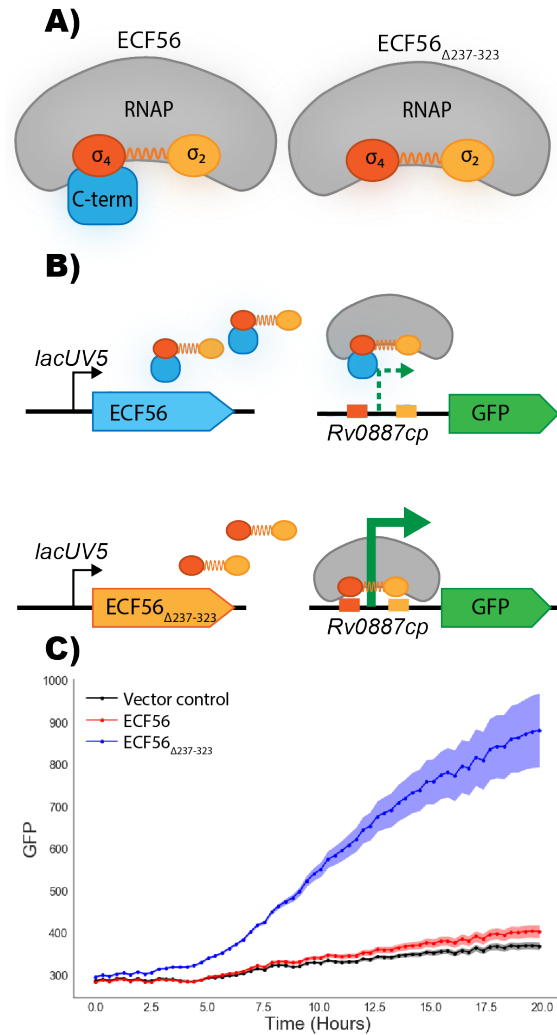 A)
ECF56
ECF56Δ237-323
RNAP
RNAP
σ4
σ2
σ4
σ2
C-term
B)
lacUV5
ECF56
Rv0887cp
GFP
lacUV5
ECF56Δ237-323
Rv0887cp
GFP
C)
1000
900
800
700
600
500
400
300
GFP
Vector control
ECF56
ECF56Δ237-323
0.0 2.5 5.0 7.5 10.0 12.5 15.0 17.5 20.0
Time (Hours)